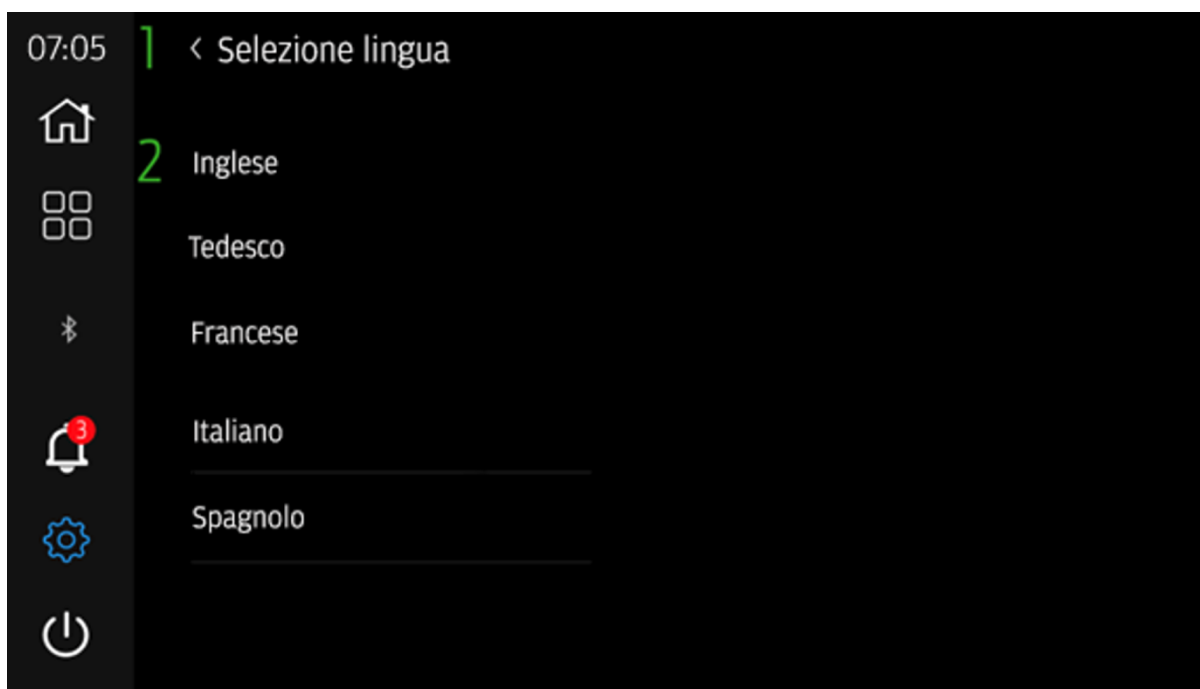 07:05
1 < Selezione lingua
2 Inglese
Tedesco
Francese
Italiano
3
Spagnolo